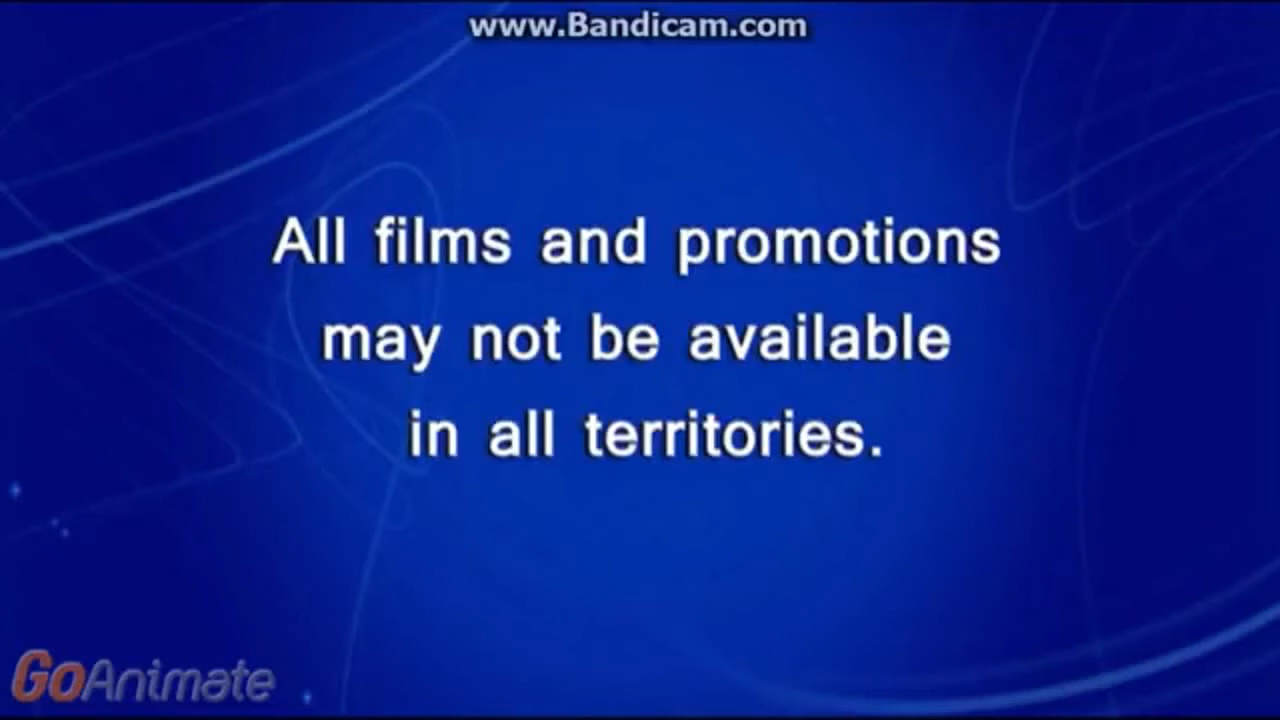 www.Bandicam.com
All films and promotions
may not be available
in all territories.
GoAnimate